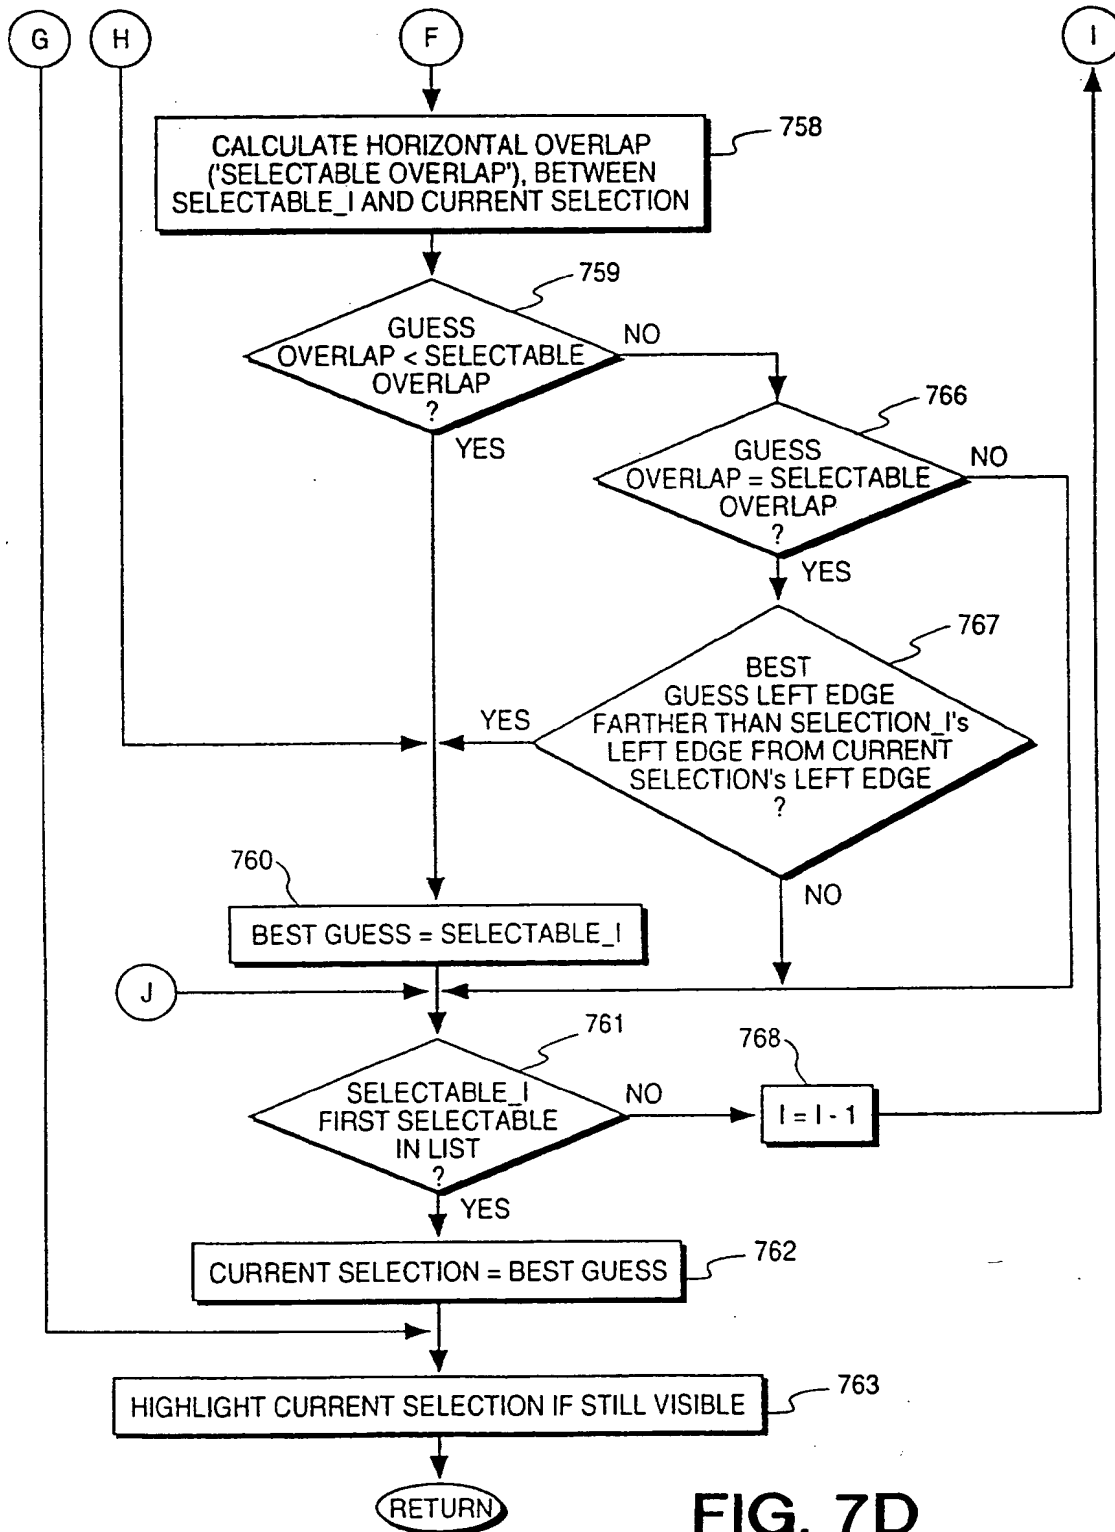 G
H
F
I
CALCULATE HORIZONTAL OVERLAP
('SELECTABLE OVERLAP'), BETWEEN
SELECTABLE_I AND CURRENT SELECTION
758
759
GUESS
OVERLAP < SELECTABLE
OVERLAP
?
NO
YES
766
GUESS
OVERLAP = SELECTABLE
OVERLAP
?
NO
YES
767
BEST
GUESS LEFT EDGE
FARTHER THAN SELECTION_I's
LEFT EDGE FROM CURRENT
SELECTION's LEFT EDGE
?
YES
NO
760
BEST GUESS = SELECTABLE_I
J
761
SELECTABLE_I
FIRST SELECTABLE
IN LIST
?
NO
YES
768
I = I - 1
CURRENT SELECTION = BEST GUESS
762
HIGHLIGHT CURRENT SELECTION IF STILL VISIBLE
763
RETURN
FIG. 7D